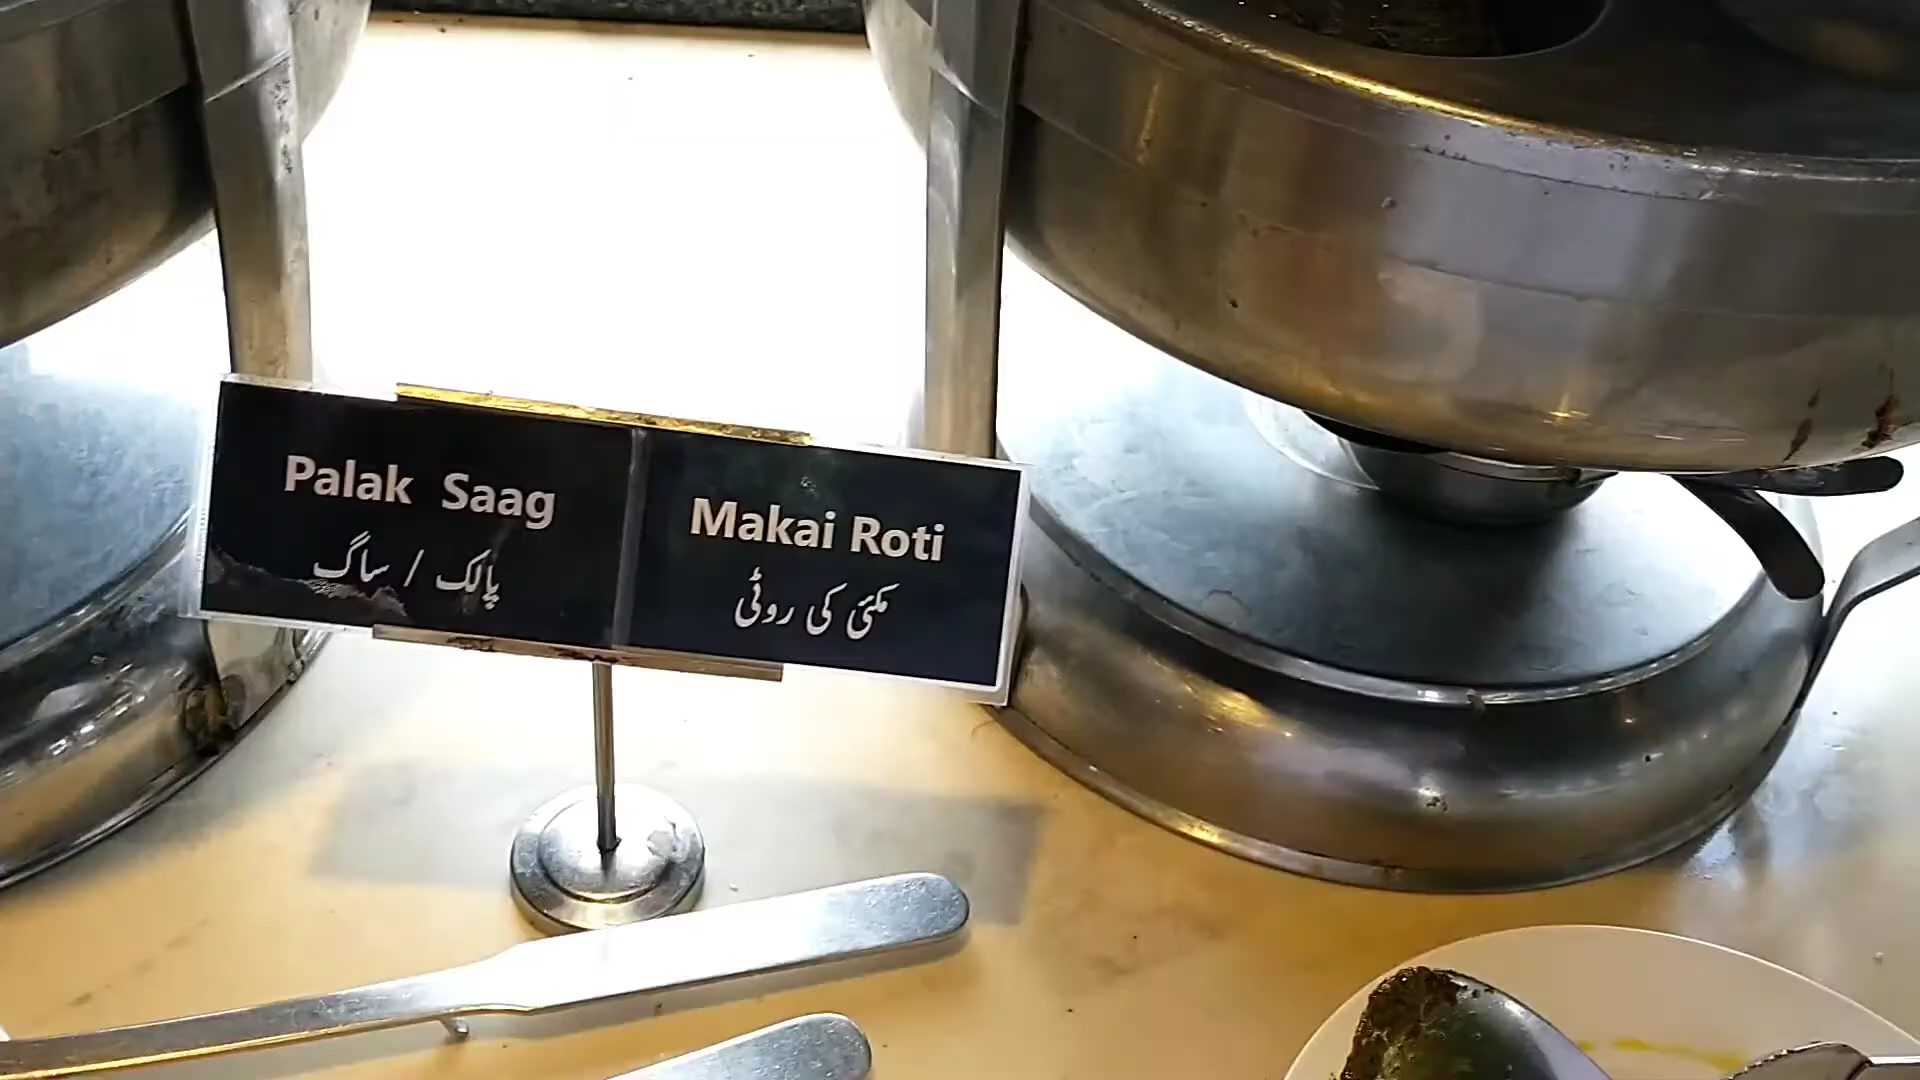 Palak Saag
پالک / ساگ
Makai Roti
مکئی کی روٹی